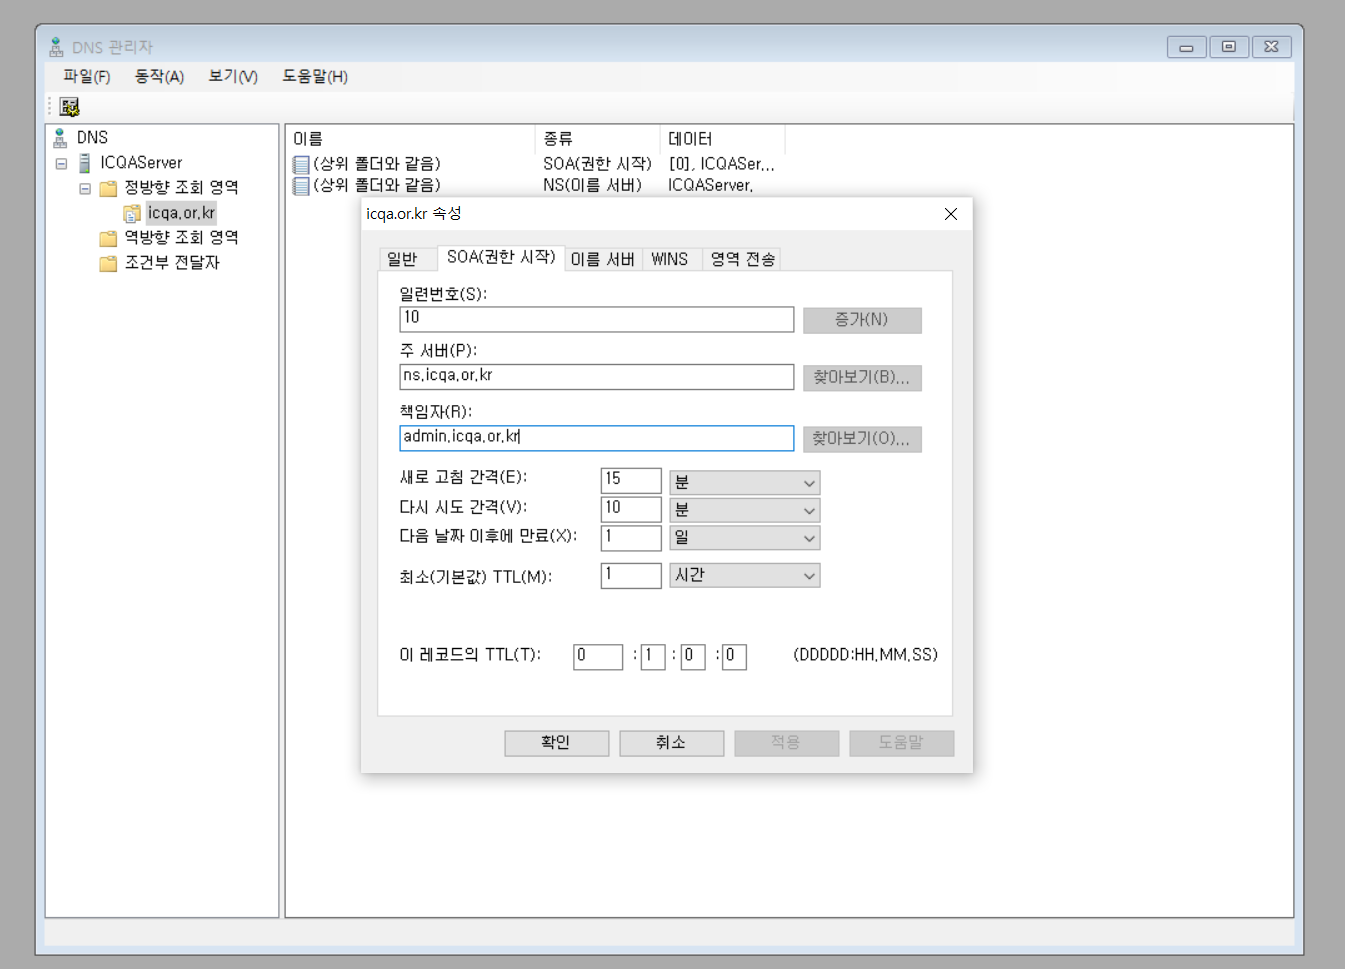 DNS 관리자
파일(F) 동작(A) 보기(V) 도움말(H)
DNS
ICQAServer
정방향 조회 영역
icqa.or.kr
역방향 조회 영역
조건부 전달자
이름 종류 데이터
(상위 폴더와 같음) SOA(권한 시작) [0], ICQASer...
(상위 폴더와 같음) NS(이름 서버) ICQAServer.
icqa.or.kr 속성
일반 SOA(권한 시작) 이름 서버 WINS 영역 전송
일련번호(S):
10 증가(N)
주 서버(P):
ns.icqa.or.kr 찾아보기(B)...
책임자(R):
admin.icqa.or.kr 찾아보기(O)...
새로 고침 간격(E): 15 분
다시 시도 간격(V): 10 분
다음 날짜 이후에 만료(X): 1 일
최소(기본값) TTL(M): 1 시간
이 레코드의 TTL(T): 0 :1 :0 :0 (DDDDD:HH.MM.SS)
확인 취소 적용 도움말